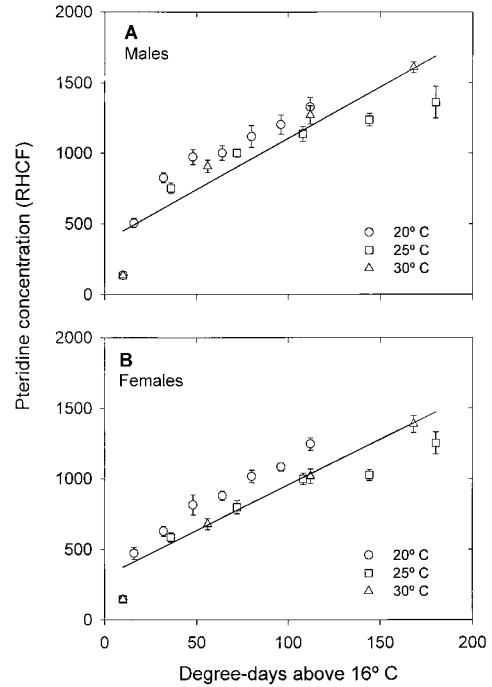 Pteridine concentration (RHCF)
2000
A
Males
1500
1000
500
0
20º C
25º C
30º C
2000
B
Females
1500
1000
500
0
20º C
25º C
30º C
0 50 100 150 200
Degree-days above 16º C